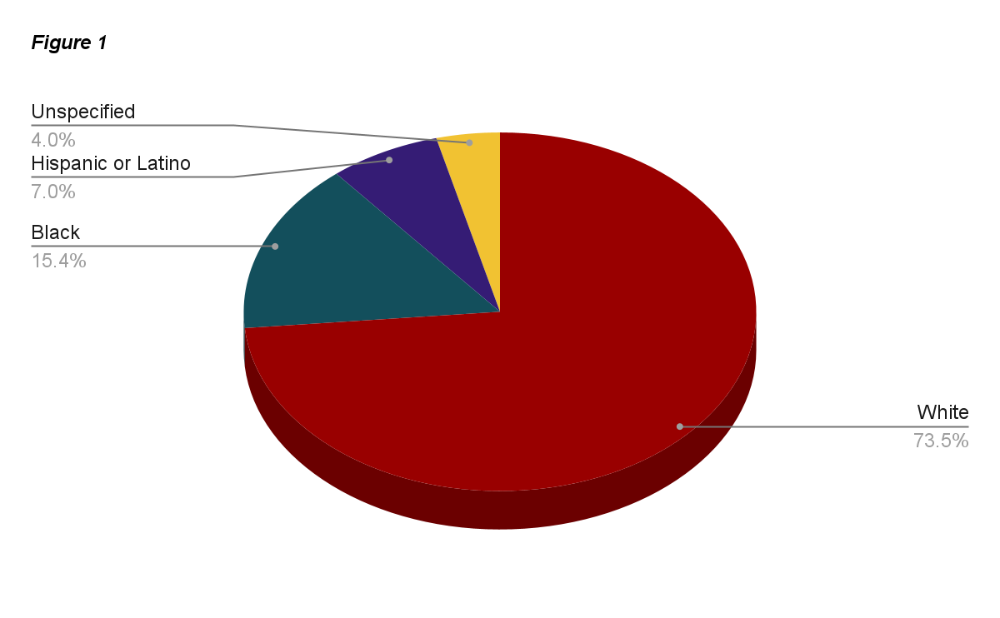 Figure 1
Unspecified
4.0%
Hispanic or Latino
7.0%
Black
15.4%
White
73.5%